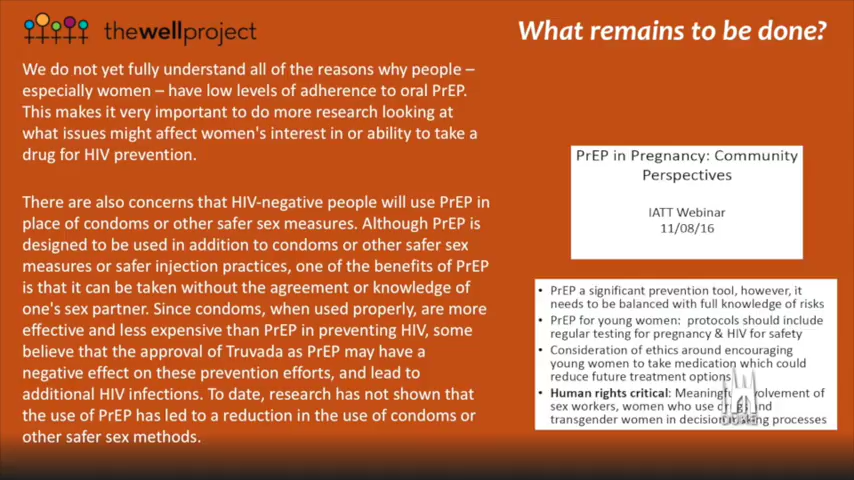 thewellproject
What remains to be done?
We do not yet fully understand all of the reasons why people –
especially women – have low levels of adherence to oral PrEP.
This makes it very important to do more research looking at
what issues might affect women's interest in or ability to take a
drug for HIV prevention.
There are also concerns that HIV-negative people will use PrEP in
place of condoms or other safer sex measures. Although PrEP is
designed to be used in addition to condoms or other safer sex
measures or safer injection practices, one of the benefits of PrEP
is that it can be taken without the agreement or knowledge of
one's sex partner. Since condoms, when used properly, are more
effective and less expensive than PrEP in preventing HIV, some
believe that the approval of Truvada as PrEP may have a
negative effect on these prevention efforts, and lead to
additional HIV infections. To date, research has not shown that
the use of PrEP has led to a reduction in the use of condoms or
other safer sex methods.
PrEP in Pregnancy: Community
Perspectives
IATT Webinar
11/08/16
• PrEP a significant prevention tool, however, it
needs to be balanced with full knowledge of risks
• PrEP for young women: protocols should include
regular testing for pregnancy & HIV for safety
• Consideration of ethics around encouraging
young women to take medication which could
reduce future treatment options
• Human rights critical: Meaningful involvement of
sex workers, women who use drugs and
transgender women in decision making processes